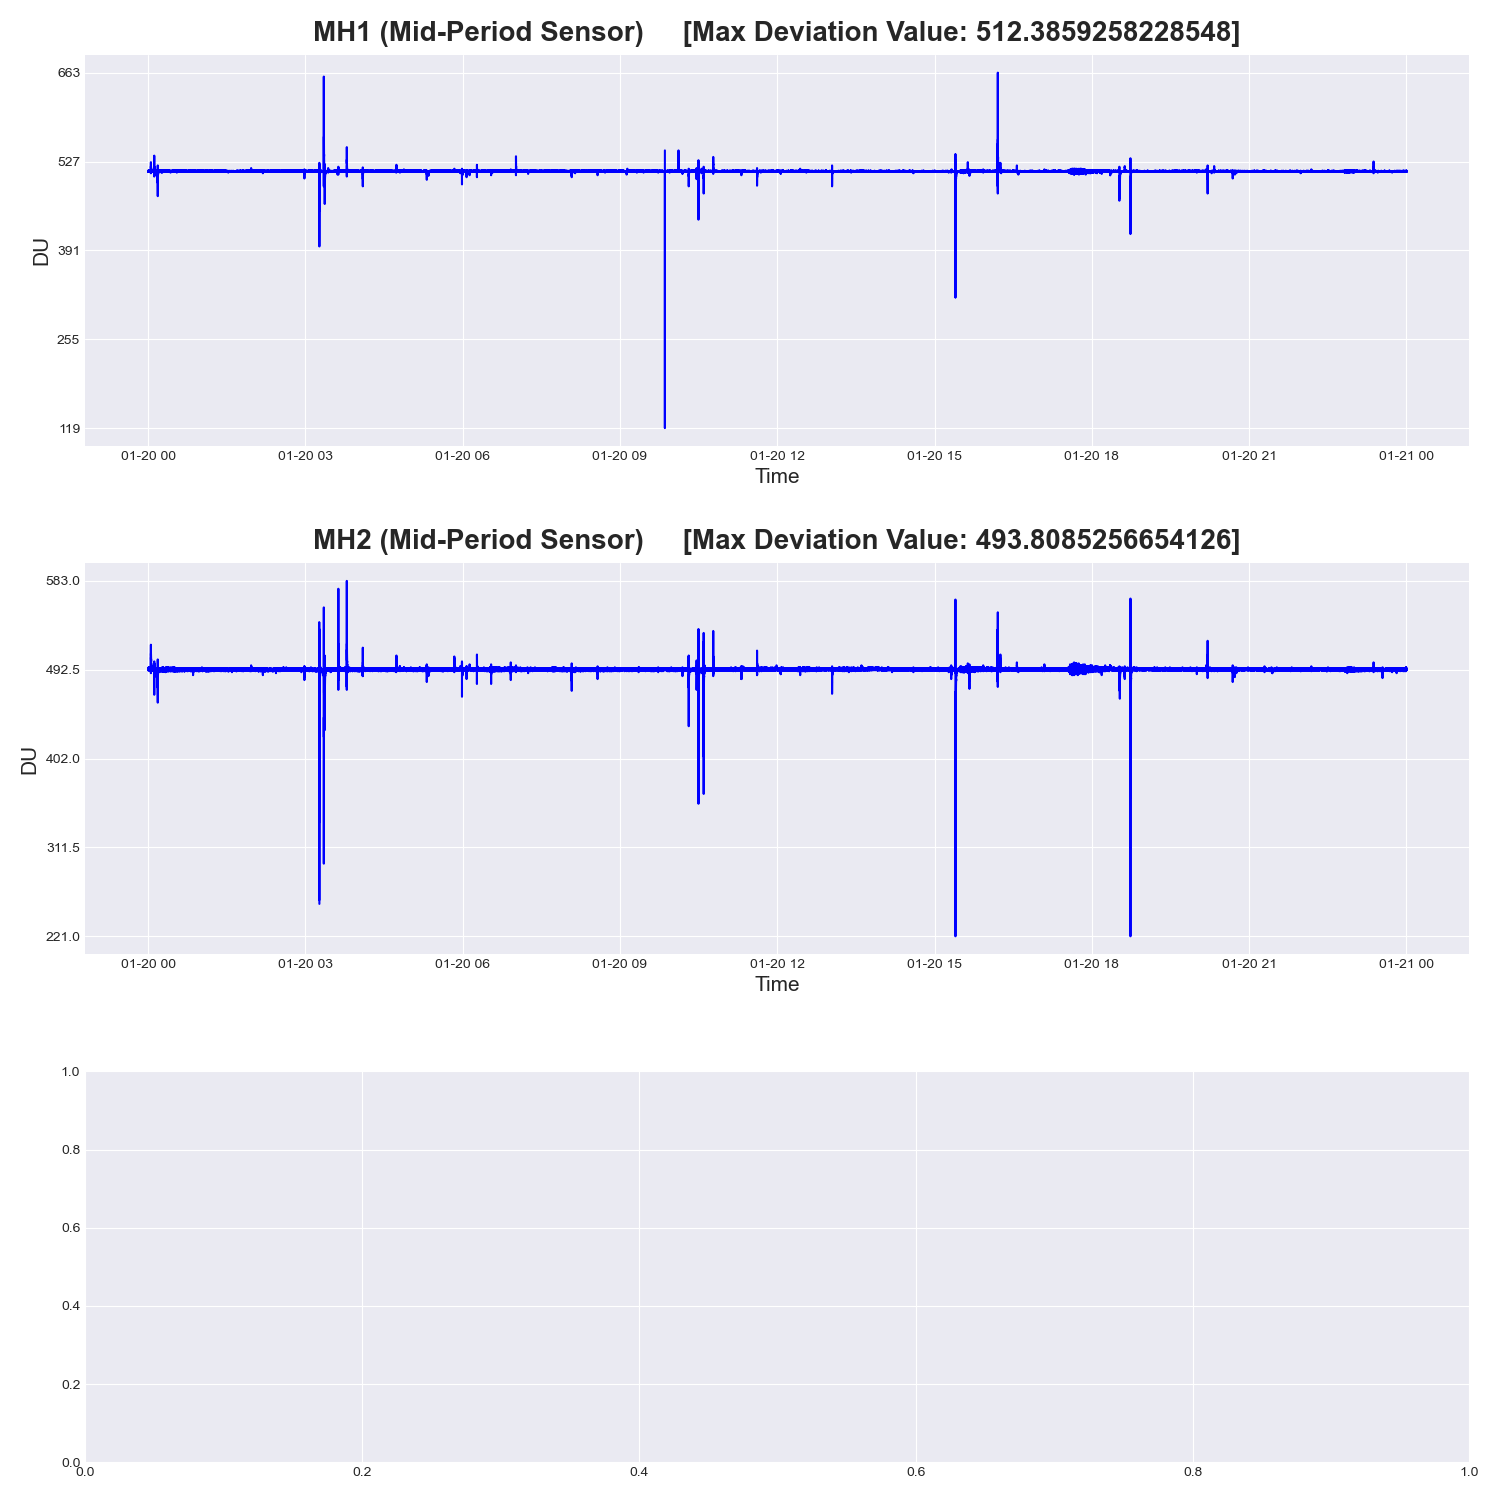 MH1 (Mid-Period Sensor) [Max Deviation Value: 512.3859258228548]
663
527
391
255
119
DU
01-20 00 01-20 03 01-20 06 01-20 09 01-20 12 01-20 15 01-20 18 01-20 21 01-21 00
Time
MH2 (Mid-Period Sensor) [Max Deviation Value: 493.8085256654126]
583.0
492.5
402.0
311.5
221.0
DU
01-20 00 01-20 03 01-20 06 01-20 09 01-20 12 01-20 15 01-20 18 01-20 21 01-21 00
Time
1.0
0.8
0.6
0.4
0.2
0.0
0.0 0.2 0.4 0.6 0.8 1.0